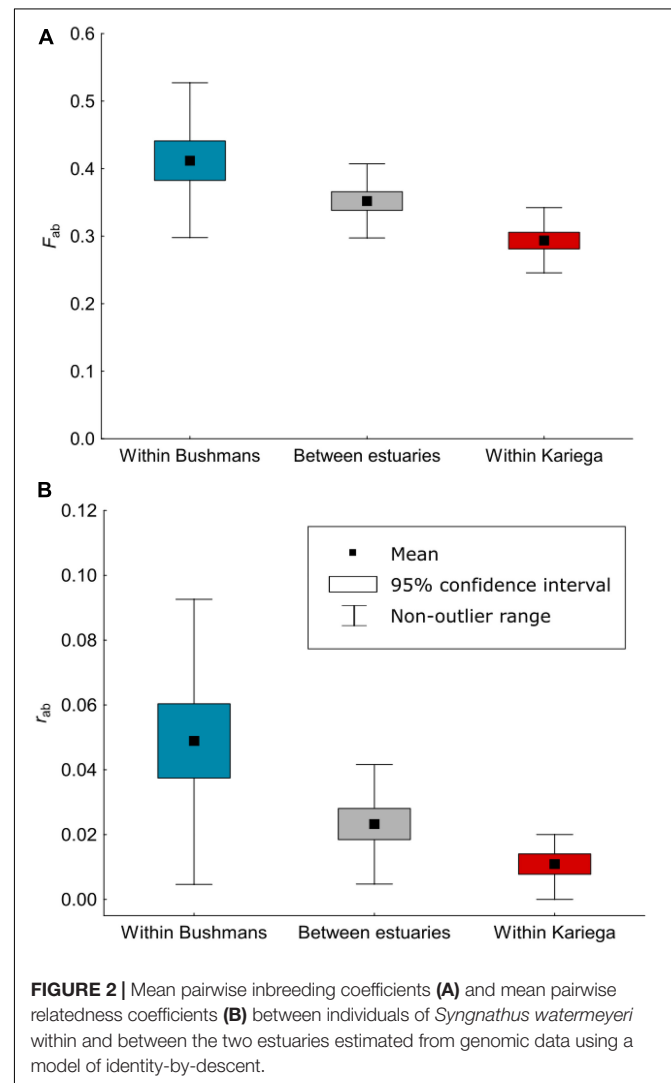 A
0.6
0.5
0.4
0.3
0.2
0.1
0.0
Fab
Within Bushmans Between estuaries Within Kariega
B
0.12
0.10
0.08
0.06
0.04
0.02
0.00
rab
Mean
95% confidence interval
Non-outlier range
Within Bushmans Between estuaries Within Kariega
FIGURE 2 | Mean pairwise inbreeding coefficients (A) and mean pairwise
relatedness coefficients (B) between individuals of Syngnathus watermeyeri
within and between the two estuaries estimated from genomic data using a
model of identity-by-descent.